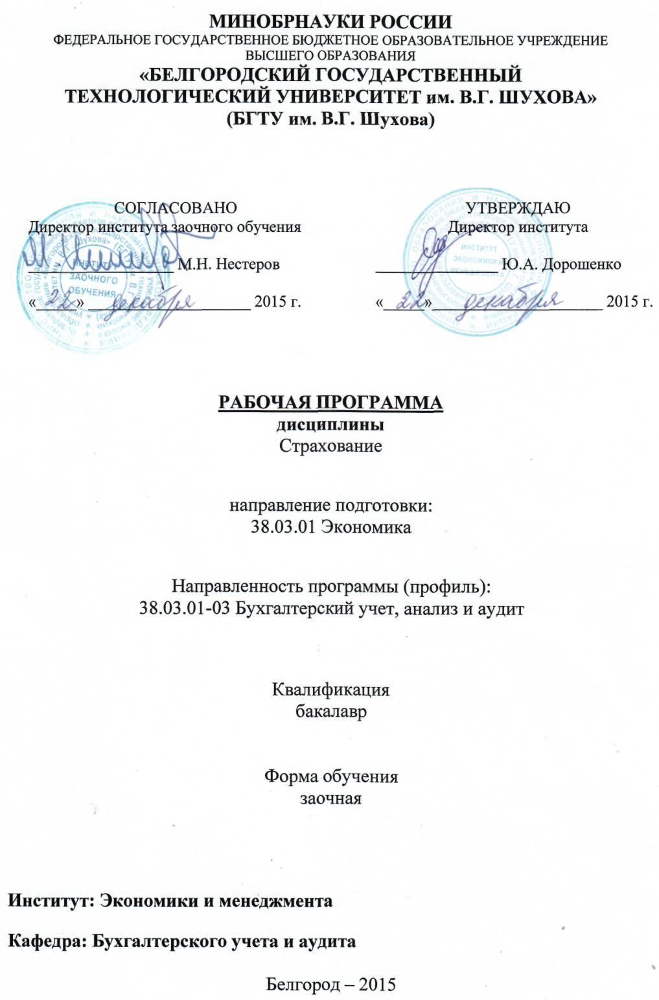 МИНОБРНАУКИ РОССИИ
ФЕДЕРАЛЬНОЕ ГОСУДАРСТВЕННОЕ БЮДЖЕТНОЕ ОБРАЗОВАТЕЛЬНОЕ УЧРЕЖДЕНИЕ
ВЫСШЕГО ОБРАЗОВАНИЯ
«БЕЛГОРОДСКИЙ ГОСУДАРСТВЕННЫЙ
ТЕХНОЛОГИЧЕСКИЙ УНИВЕРСИТЕТ им. В.Г. ШУХОВА»
(БГТУ им. В.Г. Шухова)
СОГЛАСОВАНО
Директор института заочного обучения
М.Н. Нестеров
«22» декабря 2015 г.
ИНСТИТУТ
ЗАОЧНОГО
ОБУЧЕНИЯ
УТВЕРЖДАЮ
Директор института
Ю.А. Дорошенко
«22» декабря 2015 г.
ИНСТИТУТ
ЭКОНОМИКИ И
МЕНЕДЖМЕНТА
РАБОЧАЯ ПРОГРАММА
дисциплины
Страхование
направление подготовки:
38.03.01 Экономика
Направленность программы (профиль):
38.03.01-03 Бухгалтерский учет, анализ и аудит
Квалификация
бакалавр
Форма обучения
заочная
Институт: Экономики и менеджмента
Кафедра: Бухгалтерского учета и аудита
Белгород – 2015